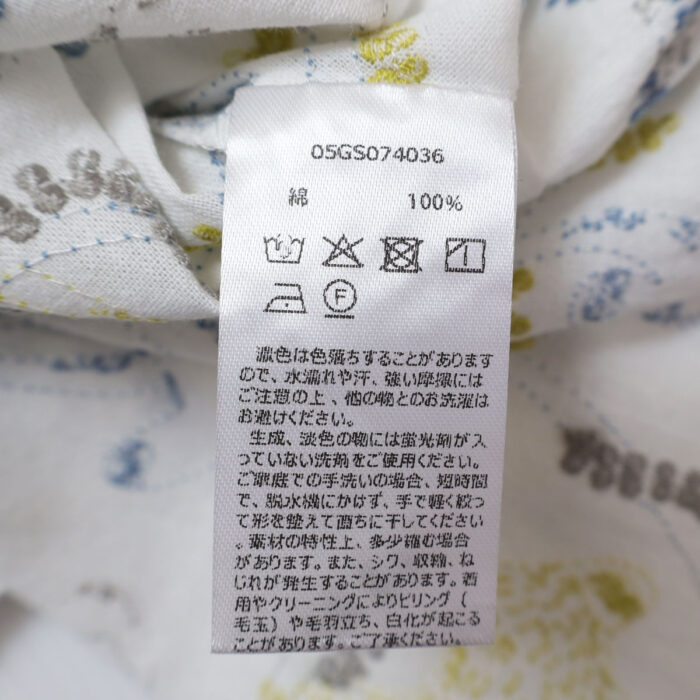 05GS074036
綿 100%
F
濃色は色落ちすることがあります
ので、水濡れや汗、強い摩擦には
ご注意の上、他の物とのお洗濯は
お避けください。
生成、淡色の物には蛍光剤が入
っていない洗剤をご使用ください。
ご家庭での手洗いの場合、短時間
で、脱水機にかけず、手で軽く絞っ
て形を整えて直ちに干してください
。素材の特性上、多少縮む場合
があります。また、シワ、収縮、ね
じれが発生することがあります。着
用やクリーニングによりピリング（
毛玉）や毛羽立ち、白化が起こる
ことがあります。ご了承ください。